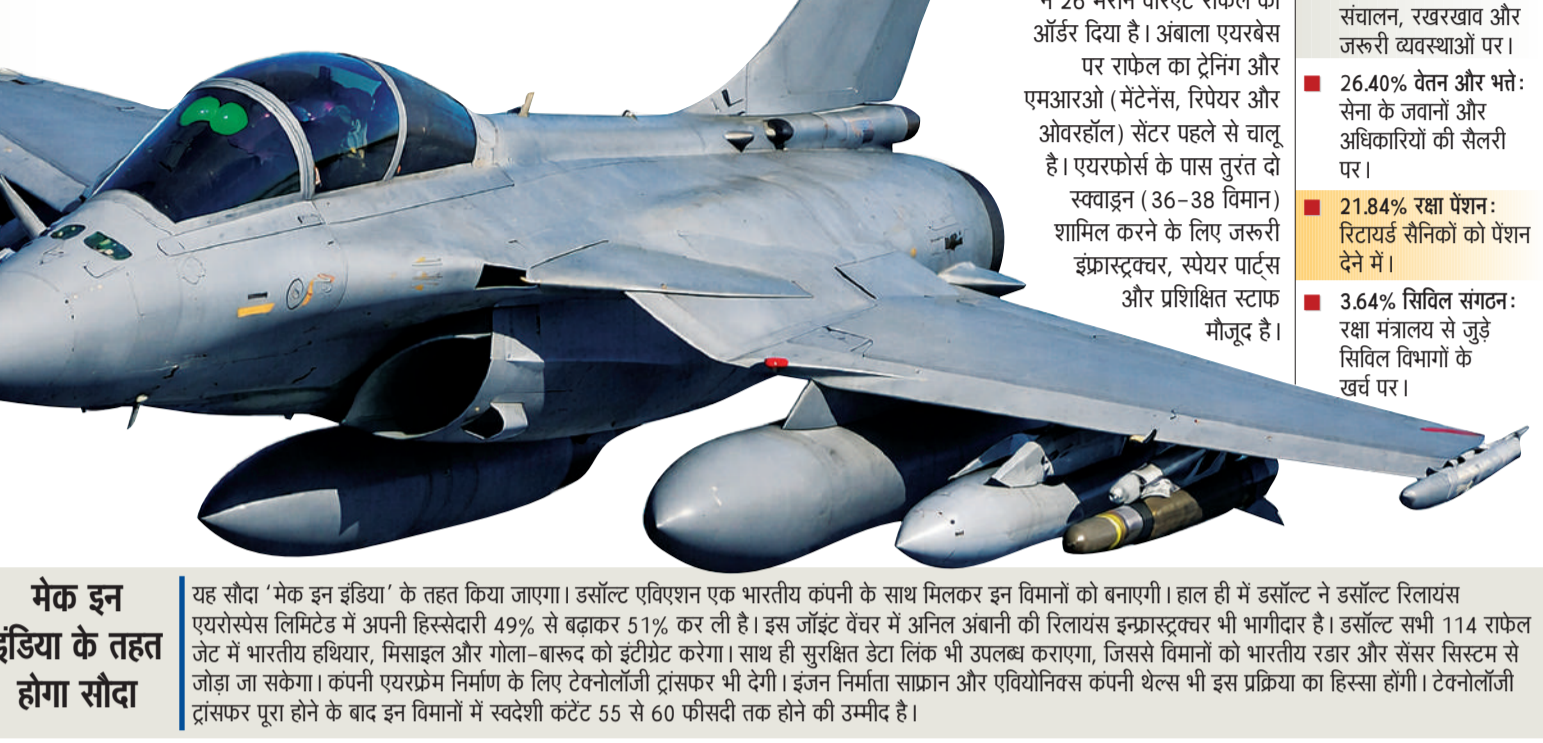 ऑर्डर दिया है। अंबाला एयरबेस
पर राफेल का ट्रेनिंग और
एमआरओ (मेंटेनेंस, रिपेयर और
ओवरहॉल) सेंटर पहले से चालू
है। एयरफोर्स के पास तुरंत दो
स्क्वाड्रन (36-38 विमान)
शामिल करने के लिए जरूरी
इंफ्रास्ट्रक्चर, स्पेयर पार्ट्स
और प्रशिक्षित स्टाफ
मौजूद है।
संचालन, रखरखाव और
जरूरी व्यवस्थाओं पर।
26.40% वेतन और भत्ते:
सेना के जवानों और
अधिकारियों की सैलरी
पर।
21.84% रक्षा पेंशन:
रिटायर्ड सैनिकों को पेंशन
देने में।
3.64% सिविल संगठन:
रक्षा मंत्रालय से जुड़े
सिविल विभागों के
खर्च पर।
मेक इन
इंडिया के तहत
होगा सौदा
यह सौदा 'मेक इन इंडिया' के तहत किया जाएगा। डसॉल्ट एविएशन एक भारतीय कंपनी के साथ मिलकर इन विमानों को बनाएगी। हाल ही में डसॉल्ट ने डसॉल्ट रिलायंस
एयरोस्पेस लिमिटेड में अपनी हिस्सेदारी 49% से बढ़ाकर 51% कर ली है। इस जॉइंट वेंचर में अनिल अंबानी की रिलायंस इन्फ्रास्ट्रक्चर भी भागीदार है। डसॉल्ट सभी 114 राफेल
जेट में भारतीय हथियार, मिसाइल और गोला-बारूद को इंटीग्रेट करेगा। साथ ही सुरक्षित डेटा लिंक भी उपलब्ध कराएगा, जिससे विमानों को भारतीय रडार और सेंसर सिस्टम से
जोड़ा जा सकेगा। कंपनी एयरफ्रेम निर्माण के लिए टेक्नोलॉजी ट्रांसफर भी देगी। इंजन निर्माता साफ्रान और एवियोनिक्स कंपनी थेल्स भी इस प्रक्रिया का हिस्सा होंगी। टेक्नोलॉजी
ट्रांसफर पूरा होने के बाद इन विमानों में स्वदेशी कंटेंट 55 से 60 फीसदी तक होने की उम्मीद है।